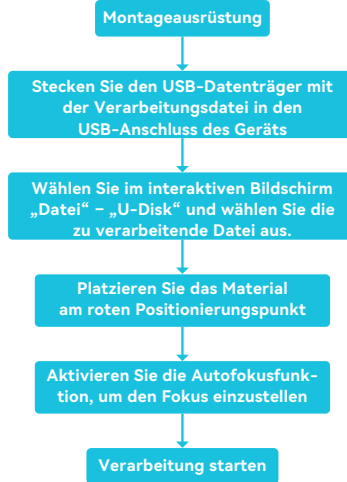 Montageausrüstung
Stecken Sie den USB-Datenträger mit
der Verarbeitungsdatei in den
USB-Anschluss des Geräts
Wählen Sie im interaktiven Bildschirm
„Datei“ – „U-Disk“ und wählen Sie die
zu verarbeitende Datei aus.
Platzieren Sie das Material
am roten Positionierungspunkt
Aktivieren Sie die Autofokusfunk-
tion, um den Fokus einzustellen
Verarbeitung starten